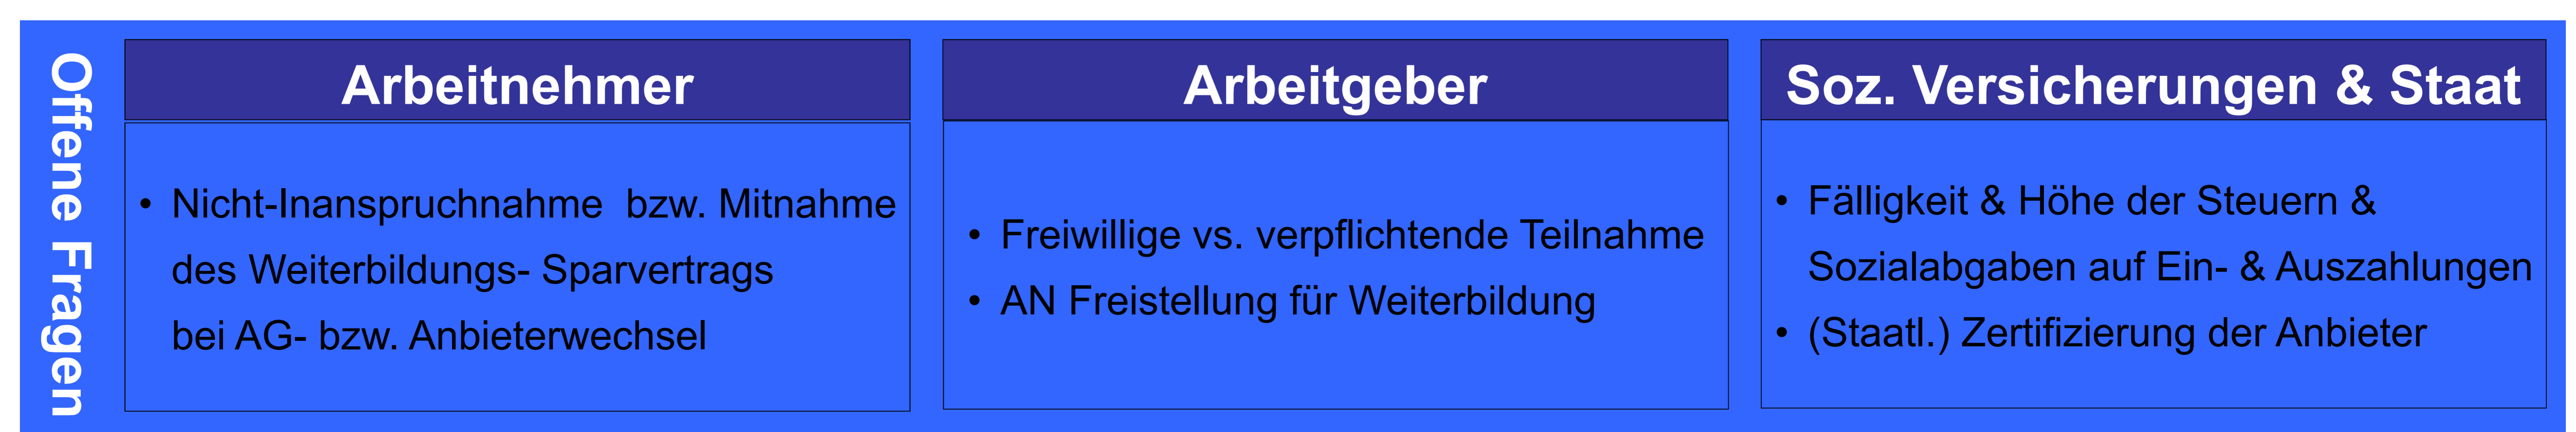 Offene Fragen
Arbeitnehmer
• Nicht-Inanspruchnahme bzw. Mitnahme
des Weiterbildungs- Sparvertrags
bei AG- bzw. Anbieterwechsel
Arbeitgeber
• Freiwillige vs. verpflichtende Teilnahme
• AN Freistellung für Weiterbildung
Soz. Versicherungen & Staat
• Fälligkeit & Höhe der Steuern &
Sozialabgaben auf Ein- & Auszahlungen
• (Staatl.) Zertifizierung der Anbieter